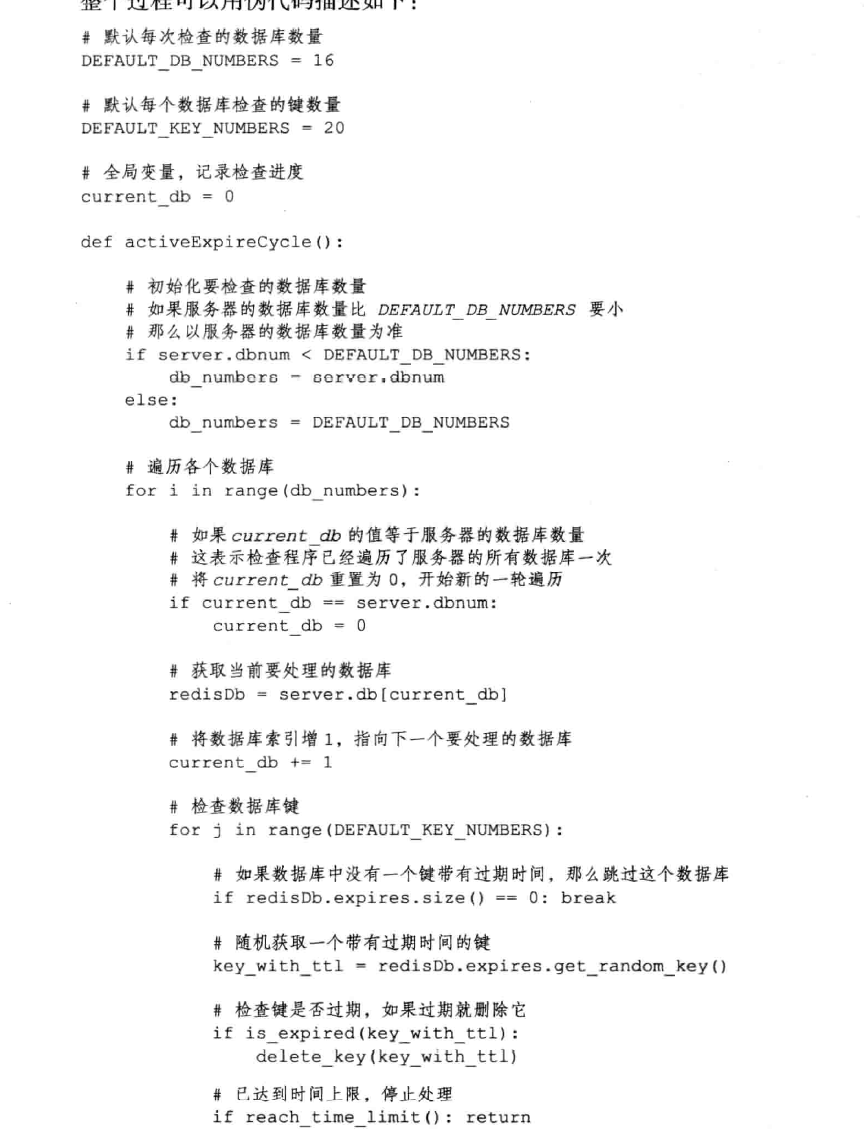 整个过程可以用伪代码描述如下：
# 默认每次检查的数据库数量
DEFAULT_DB_NUMBERS = 16
# 默认每个数据库检查的键数量
DEFAULT_KEY_NUMBERS = 20
# 全局变量，记录检查进度
current_db = 0
def activeExpireCycle():
# 初始化要检查的数据库数量
# 如果服务器的数据库数量比 DEFAULT_DB_NUMBERS 要小
# 那么以服务器的数据库数量为准
if server.dbnum < DEFAULT_DB_NUMBERS:
db_numbers = server.dbnum
else:
db_numbers = DEFAULT_DB_NUMBERS
# 遍历各个数据库
for i in range(db_numbers):
# 如果 current_db 的值等于服务器的数据库数量
# 这表示检查程序已经遍历了服务器的所有数据库一次
# 将 current_db 重置为 0，开始新的一轮遍历
if current_db == server.dbnum:
current_db = 0
# 获取当前要处理的数据库
redisDb = server.db[current_db]
# 将数据库索引增 1，指向下一个要处理的数据库
current_db += 1
# 检查数据库键
for j in range(DEFAULT_KEY_NUMBERS):
# 如果数据库中没有一个键带有过期时间，那么跳过这个数据库
if redisDb.expires.size() == 0: break
# 随机获取一个带有过期时间的键
key_with_ttl = redisDb.expires.get_random_key()
# 检查键是否过期，如果过期就删除它
if is_expired(key_with_ttl):
delete_key(key_with_ttl)
# 已达到时间上限，停止处理
if reach_time_limit(): return